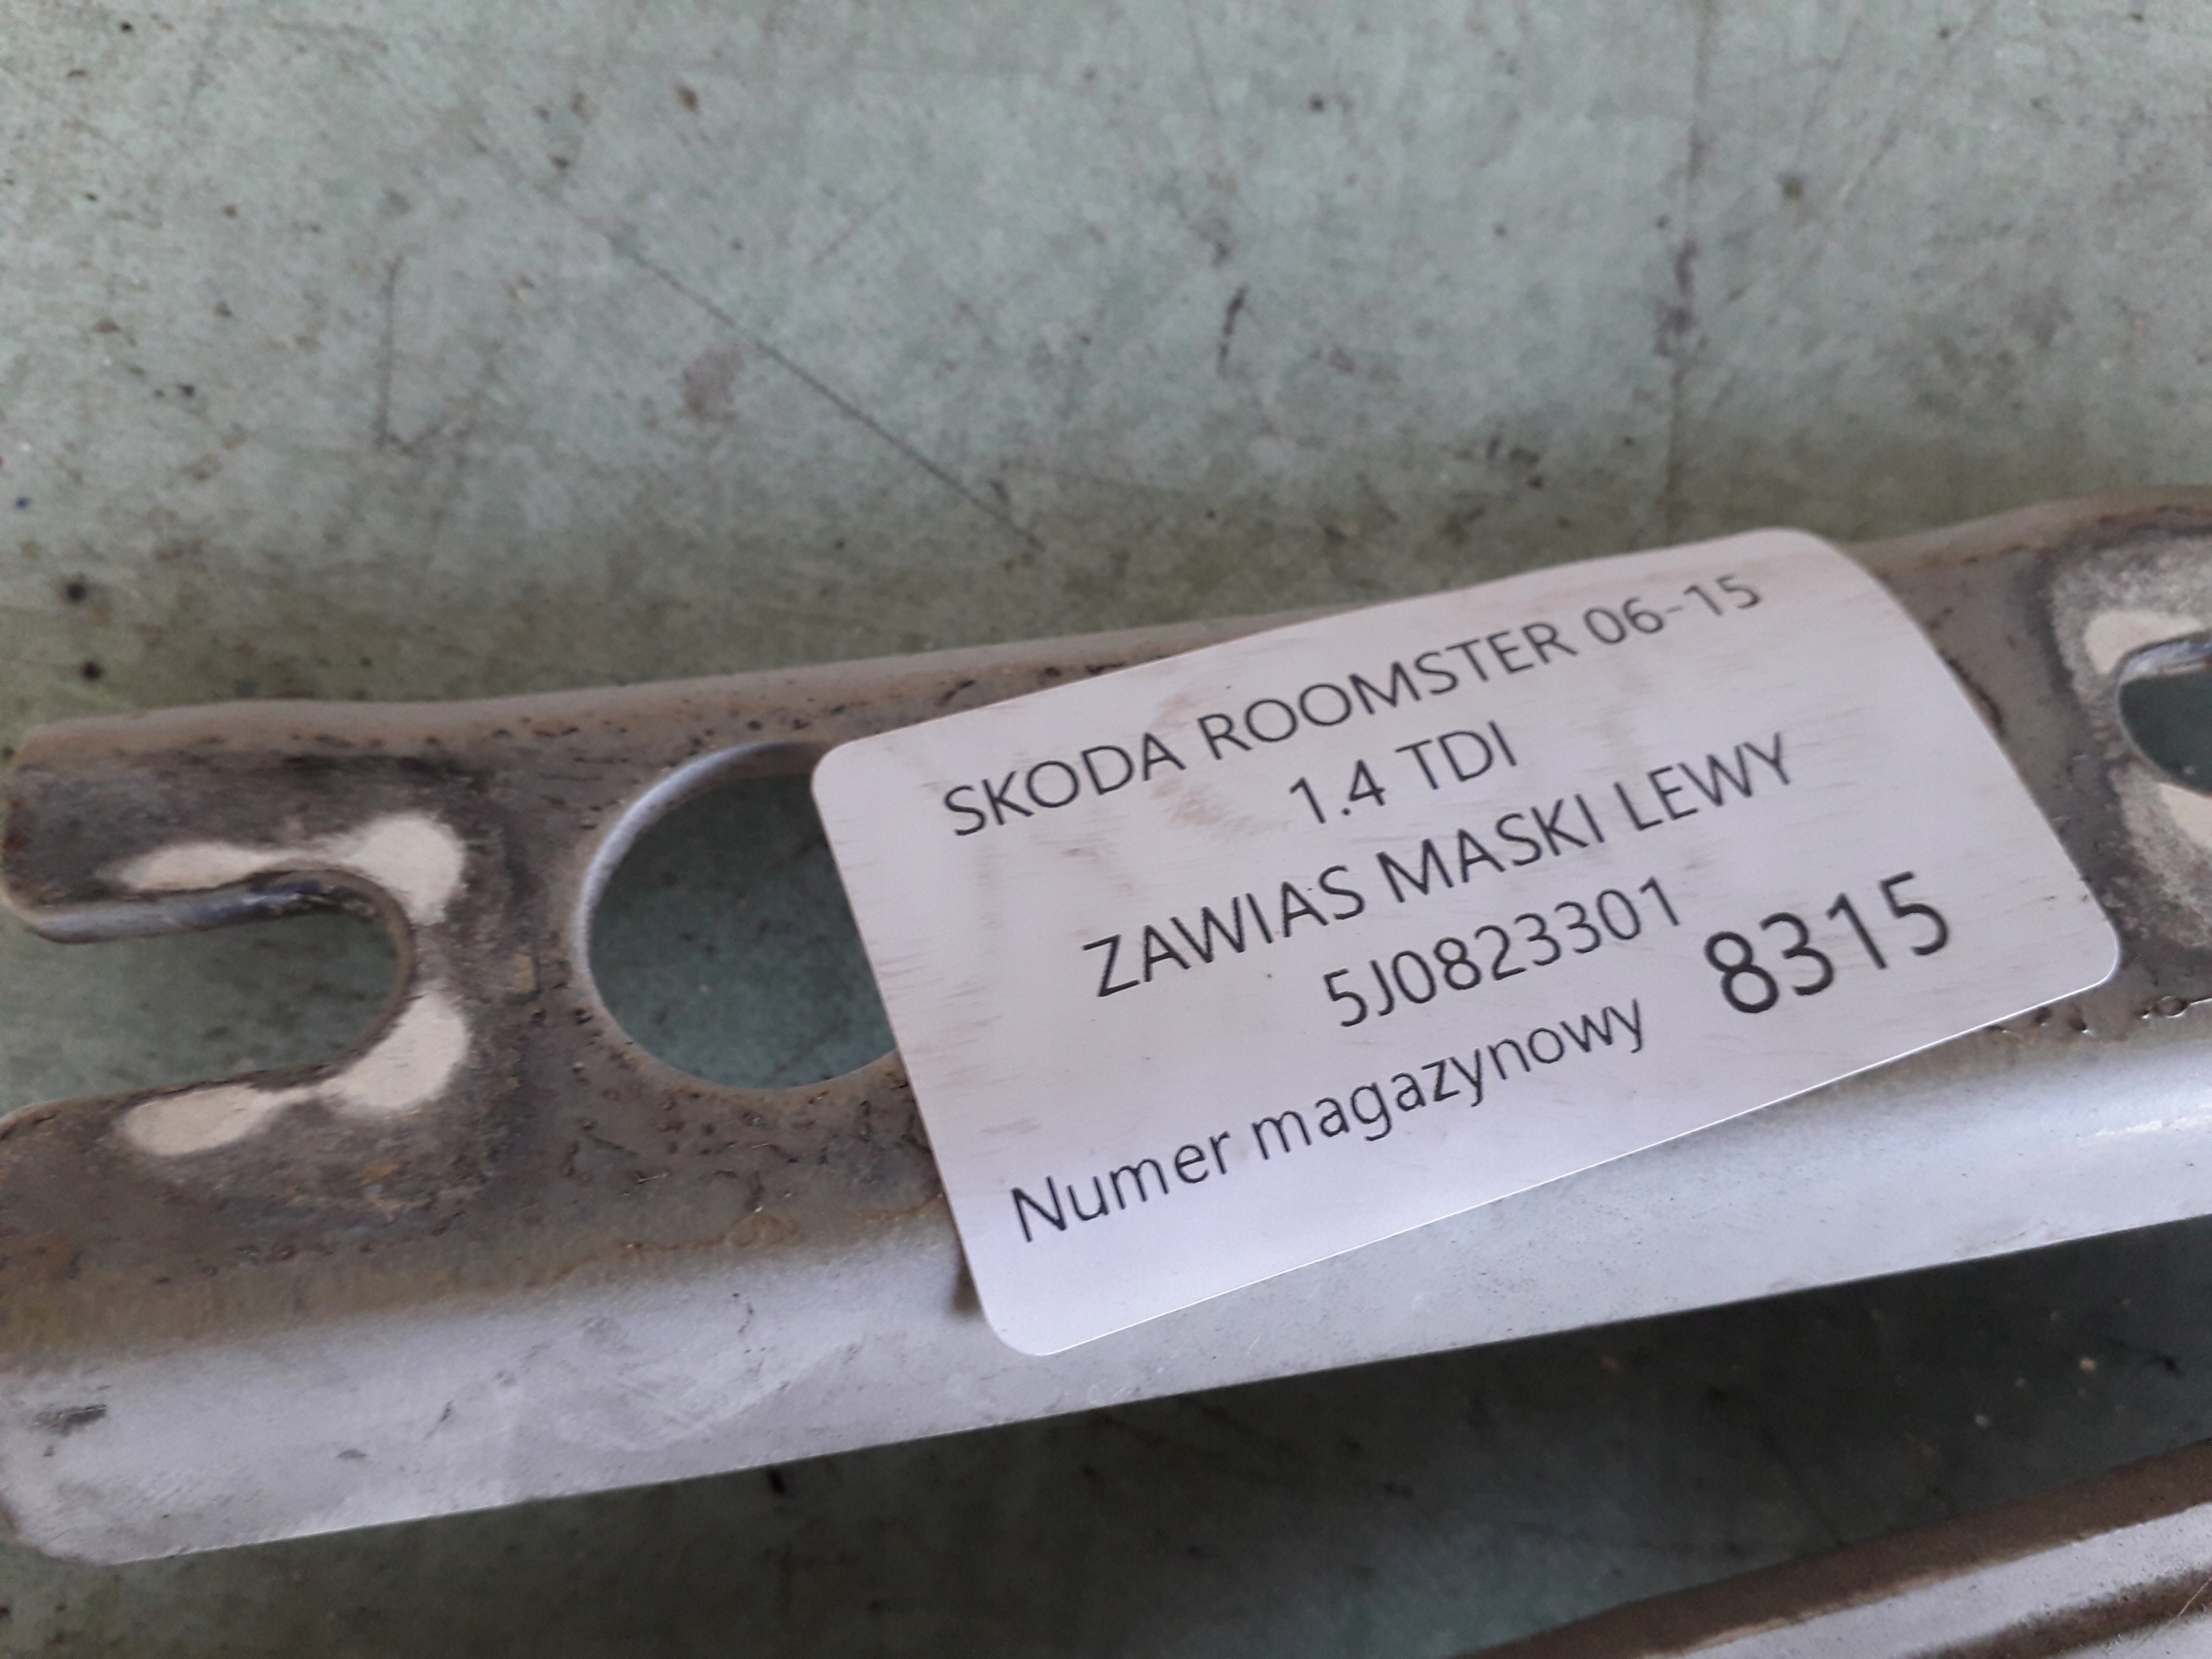 SKODA ROOMSTER 06-15
1.4 TDI
ZAWIAS MASKI LEWY
5J0823301
Numer magazynowy 8315